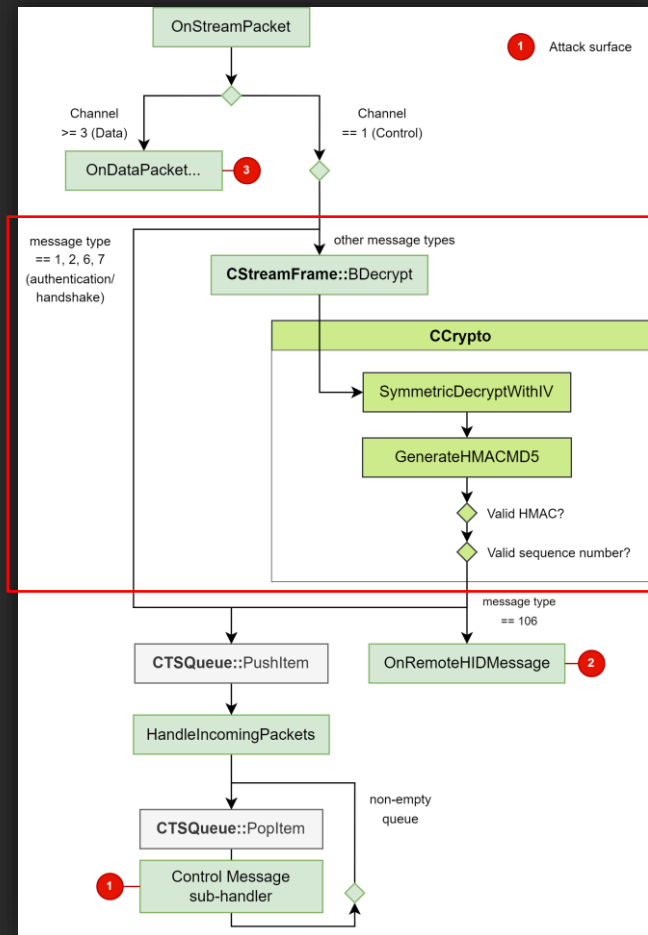 OnStreamPacket
1
Attack surface
Channel
>= 3 (Data)
Channel
== 1 (Control)
OnDataPacket...
3
message type
== 1, 2, 6, 7
(authentication/
handshake)
other message types
CStreamFrame::BDecrypt
CCrypto
SymmetricDecryptWithIV
GenerateHMACMD5
Valid HMAC?
Valid sequence number?
message type
== 106
CTSQueue::PushItem
OnRemoteHIDMessage
2
HandleIncomingPackets
non-empty
queue
CTSQueue::PopItem
1
Control Message
sub-handler